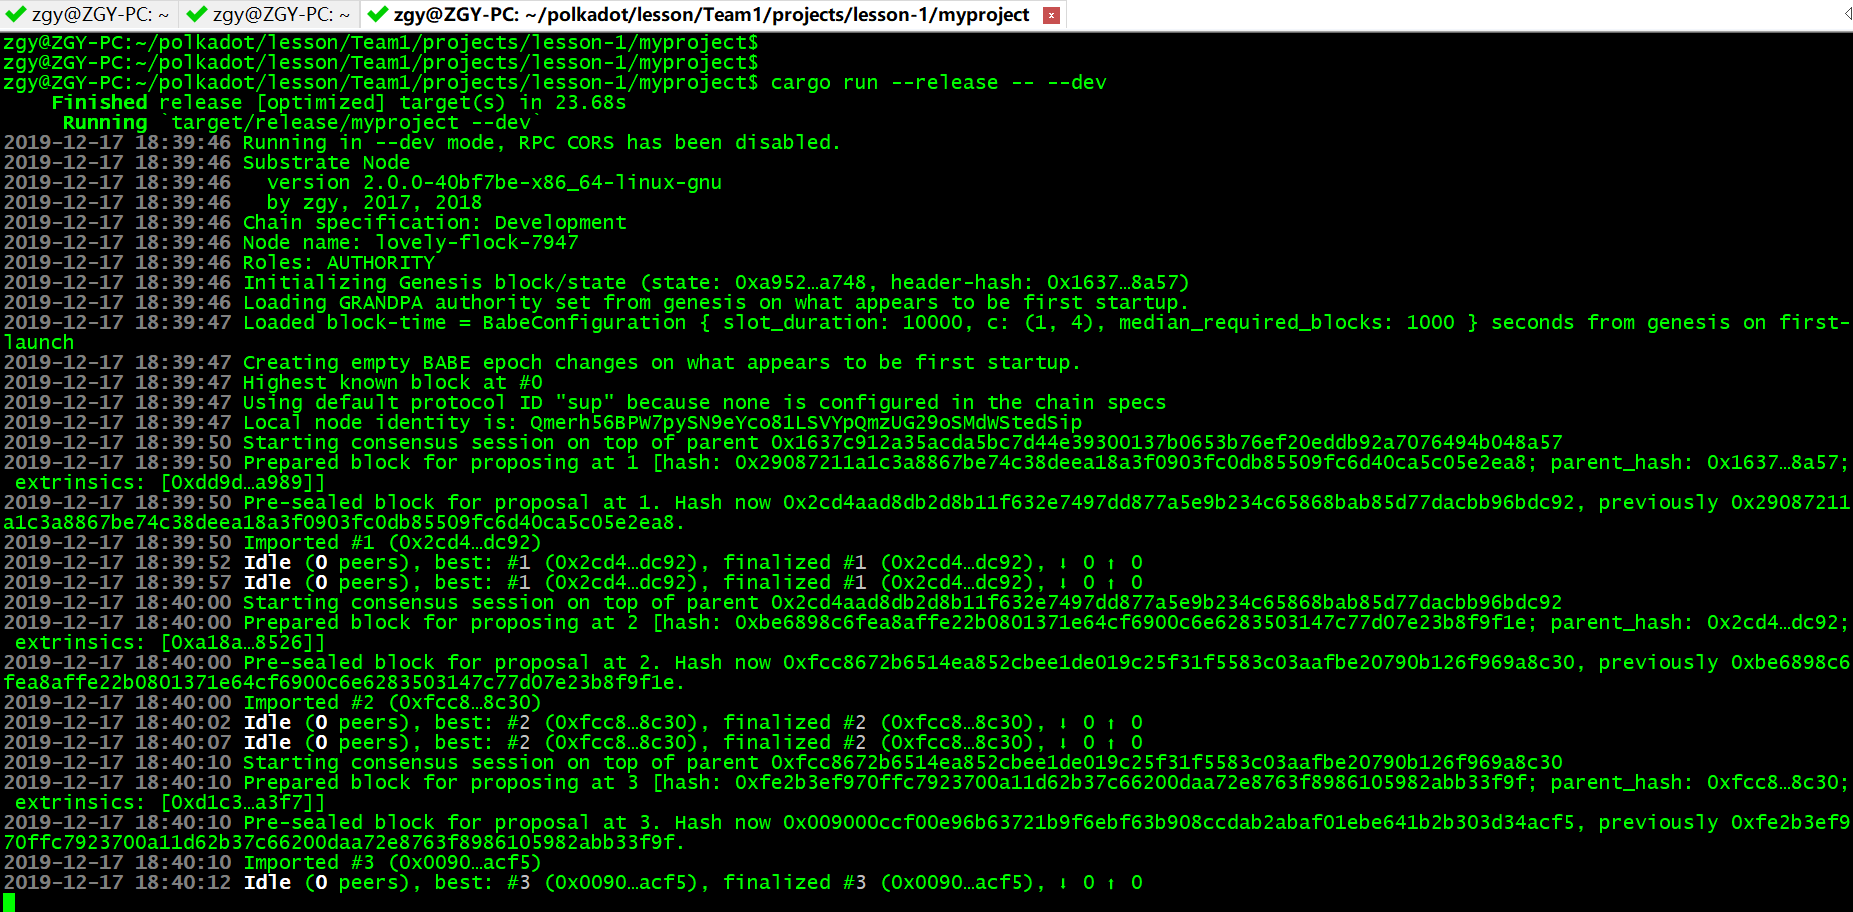 zgy@ZGY-PC: ~
zgy@ZGY-PC: ~
zgy@ZGY-PC: ~/polkadot/lesson/Team1/projects/lesson-1/myproject
zgy@ZGY-PC:~/polkadot/lesson/Team1/projects/lesson-1/myproject$
zgy@ZGY-PC:~/polkadot/lesson/Team1/projects/lesson-1/myproject$
zgy@ZGY-PC:~/polkadot/lesson/Team1/projects/lesson-1/myproject$ cargo run --release -- --dev
    Finished release [optimized] target(s) in 23.68s
     Running `target/release/myproject --dev`
2019-12-17 18:39:46 Running in --dev mode, RPC CORS has been disabled.
2019-12-17 18:39:46 Substrate Node
2019-12-17 18:39:46   version 2.0.0-40bf7be-x86_64-linux-gnu
2019-12-17 18:39:46   by zgy, 2017, 2018
2019-12-17 18:39:46 Chain specification: Development
2019-12-17 18:39:46 Node name: lovely-flock-7947
2019-12-17 18:39:46 Roles: AUTHORITY
2019-12-17 18:39:46 Initializing Genesis block/state (state: 0xa952…a748, header-hash: 0x1637…8a57)
2019-12-17 18:39:46 Loading GRANDPA authority set from genesis on what appears to be first startup.
2019-12-17 18:39:47 Loaded block-time = BabeConfiguration { slot_duration: 10000, c: (1, 4), median_required_blocks: 1000 } seconds from genesis on first-
launch
2019-12-17 18:39:47 Creating empty BABE epoch changes on what appears to be first startup.
2019-12-17 18:39:47 Highest known block at #0
2019-12-17 18:39:47 Using default protocol ID "sup" because none is configured in the chain specs
2019-12-17 18:39:47 Local node identity is: Qmerh56BPW7pySN9eYco81LSVYpQmzUG29oSMdWStedSip
2019-12-17 18:39:50 Starting consensus session on top of parent 0x1637c912a35acda5bc7d44e39300137b0653b76ef20eddb92a7076494b048a57
2019-12-17 18:39:50 Prepared block for proposing at 1 [hash: 0x29087211a1c3a8867be74c38deea18a3f0903fc0db85509fc6d40ca5c05e2ea8; parent_hash: 0x1637…8a57;
 extrinsics: [0xdd9d…a989]]
2019-12-17 18:39:50 Pre-sealed block for proposal at 1. Hash now 0x2cd4aad8db2d8b11f632e7497dd877a5e9b234c65868bab85d77dacbb96bdc92, previously 0x29087211
a1c3a8867be74c38deea18a3f0903fc0db85509fc6d40ca5c05e2ea8.
2019-12-17 18:39:50 Imported #1 (0x2cd4…dc92)
2019-12-17 18:39:52 Idle (0 peers), best: #1 (0x2cd4…dc92), finalized #1 (0x2cd4…dc92), ↓ 0 ↑ 0
2019-12-17 18:39:57 Idle (0 peers), best: #1 (0x2cd4…dc92), finalized #1 (0x2cd4…dc92), ↓ 0 ↑ 0
2019-12-17 18:40:00 Starting consensus session on top of parent 0x2cd4aad8db2d8b11f632e7497dd877a5e9b234c65868bab85d77dacbb96bdc92
2019-12-17 18:40:00 Prepared block for proposing at 2 [hash: 0xbe6898c6fea8affe22b0801371e64cf6900c6e6283503147c77d07e23b8f9f1e; parent_hash: 0x2cd4…dc92;
 extrinsics: [0xa18a…8526]]
2019-12-17 18:40:00 Pre-sealed block for proposal at 2. Hash now 0xfcc8672b6514ea852cbee1de019c25f31f5583c03aafbe20790b126f969a8c30, previously 0xbe6898c6
fea8affe22b0801371e64cf6900c6e6283503147c77d07e23b8f9f1e.
2019-12-17 18:40:00 Imported #2 (0xfcc8…8c30)
2019-12-17 18:40:02 Idle (0 peers), best: #2 (0xfcc8…8c30), finalized #2 (0xfcc8…8c30), ↓ 0 ↑ 0
2019-12-17 18:40:07 Idle (0 peers), best: #2 (0xfcc8…8c30), finalized #2 (0xfcc8…8c30), ↓ 0 ↑ 0
2019-12-17 18:40:10 Starting consensus session on top of parent 0xfcc8672b6514ea852cbee1de019c25f31f5583c03aafbe20790b126f969a8c30
2019-12-17 18:40:10 Prepared block for proposing at 3 [hash: 0xfe2b3ef970ffc7923700a11d62b37c66200daa72e8763f8986105982abb33f9f; parent_hash: 0xfcc8…8c30;
 extrinsics: [0xd1c3…a3f7]]
2019-12-17 18:40:10 Pre-sealed block for proposal at 3. Hash now 0x009000ccf00e96b63721b9f6ebf63b908ccdab2abaf01ebe641b2b303d34acf5, previously 0xfe2b3ef9
70ffc7923700a11d62b37c66200daa72e8763f8986105982abb33f9f.
2019-12-17 18:40:10 Imported #3 (0x0090…acf5)
2019-12-17 18:40:12 Idle (0 peers), best: #3 (0x0090…acf5), finalized #3 (0x0090…acf5), ↓ 0 ↑ 0